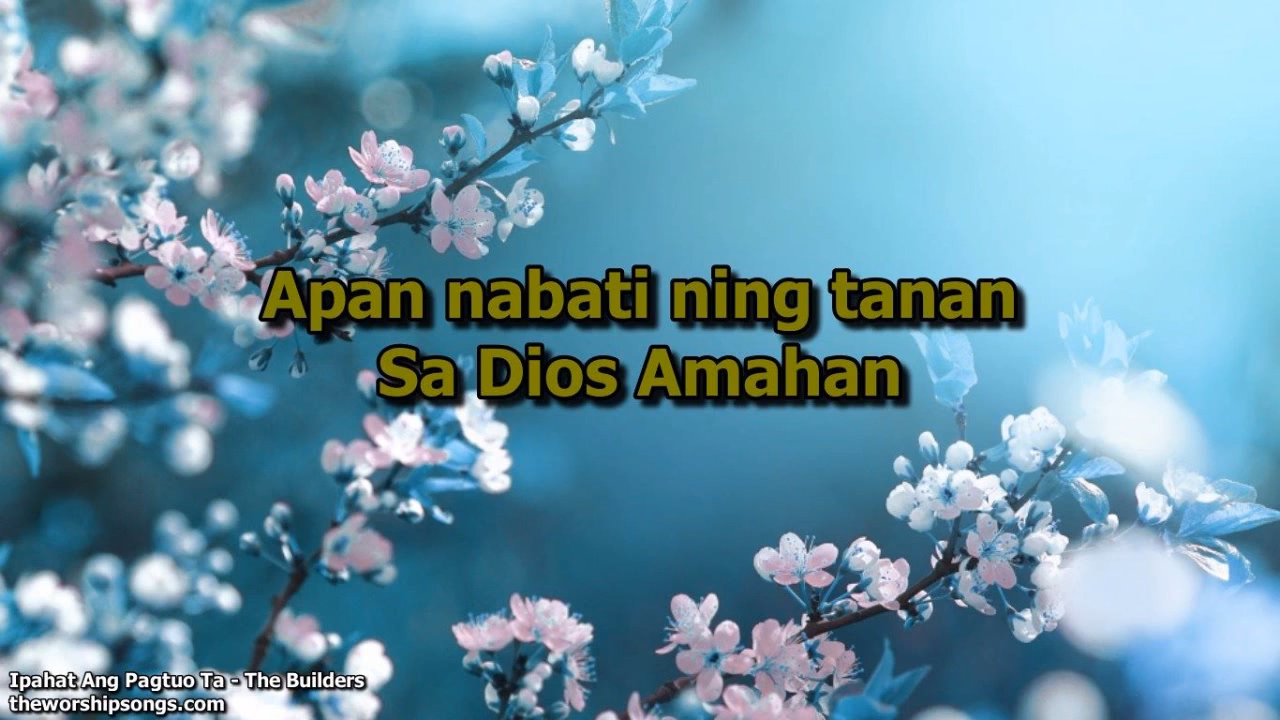 Apan nabati ning tanan
Sa Dios Amahan
Ipahat Ang Pagtuo Ta - The Builders
theworshipsongs.com